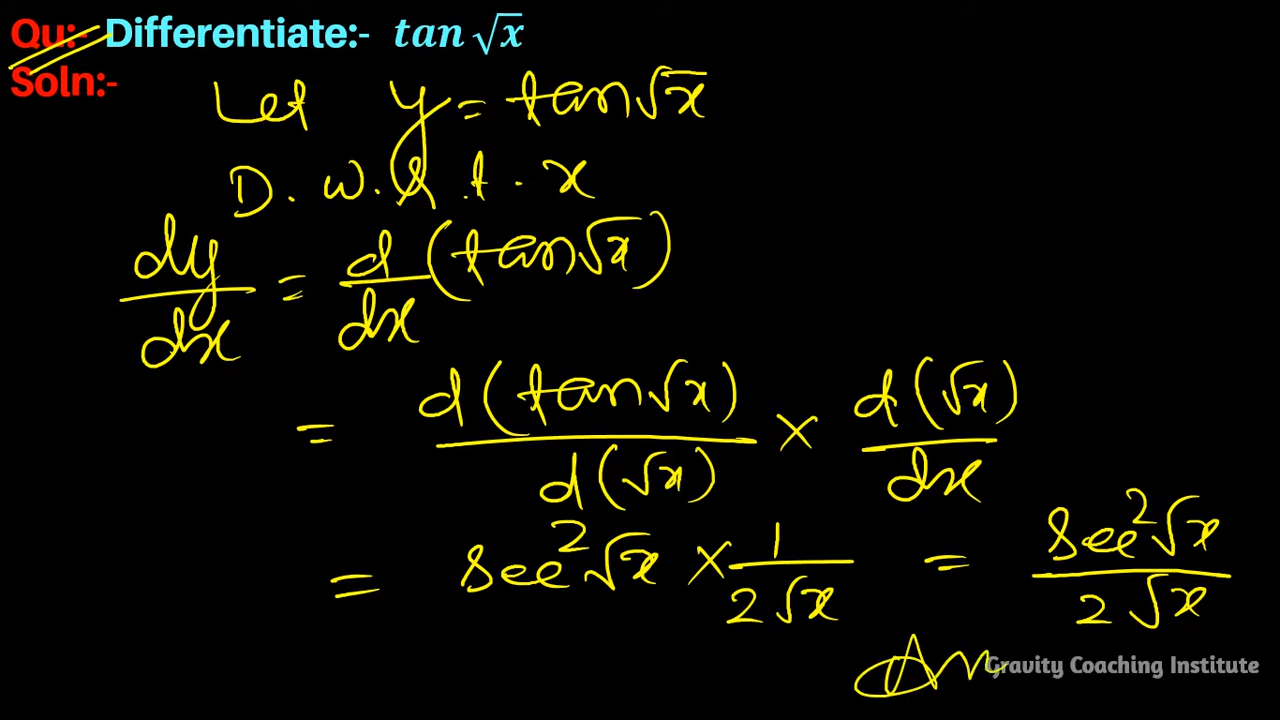 Qu:- Differentiate:- tan √x
Soln:-
Let y = tan√x
D. w. r. t. x
dy/dx = d/dx (tan√x)
= d(tan√x)/d(√x) × d(√x)/dx
= sec² √x × 1/2√x = sec² √x/2√x
Ans
Gravity Coaching Institute